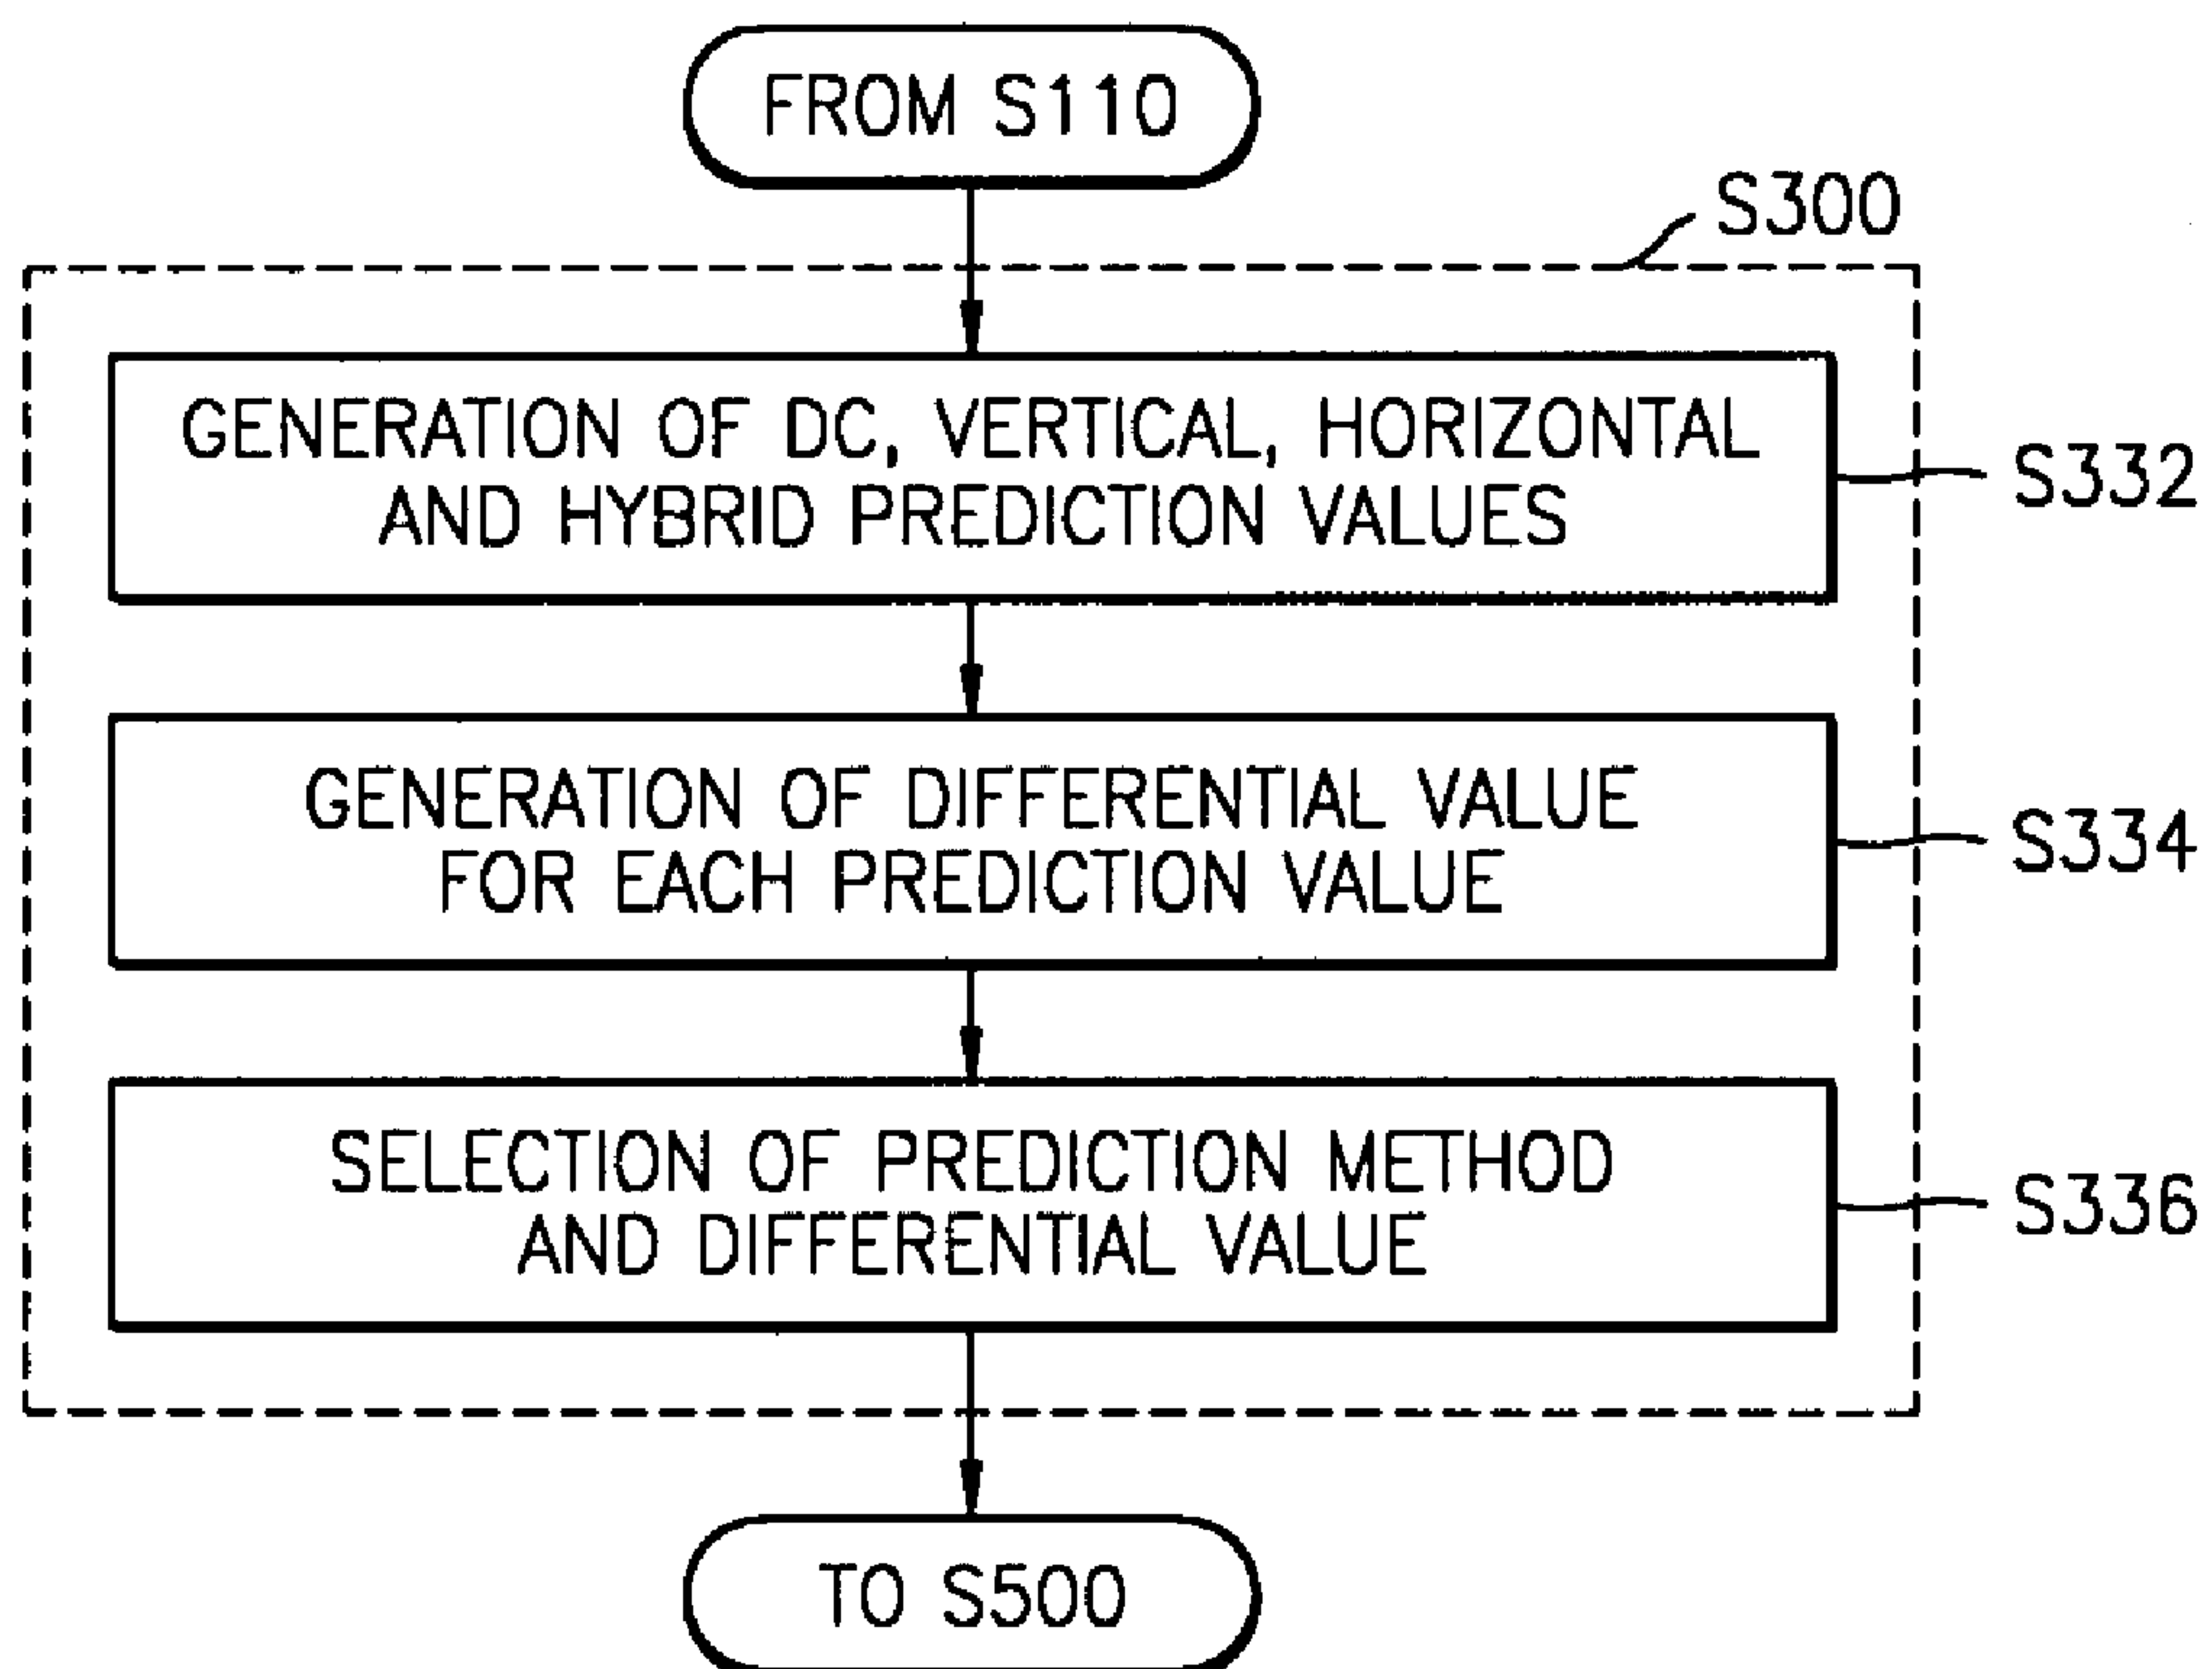 FROM S110
S300
GENERATION OF DC, VERTICAL, HORIZONTAL
AND HYBRID PREDICTION VALUES
S332
GENERATION OF DIFFERENTIAL VALUE
FOR EACH PREDICTION VALUE
S334
SELECTION OF PREDICTION METHOD
AND DIFFERENTIAL VALUE
S336
TO S500